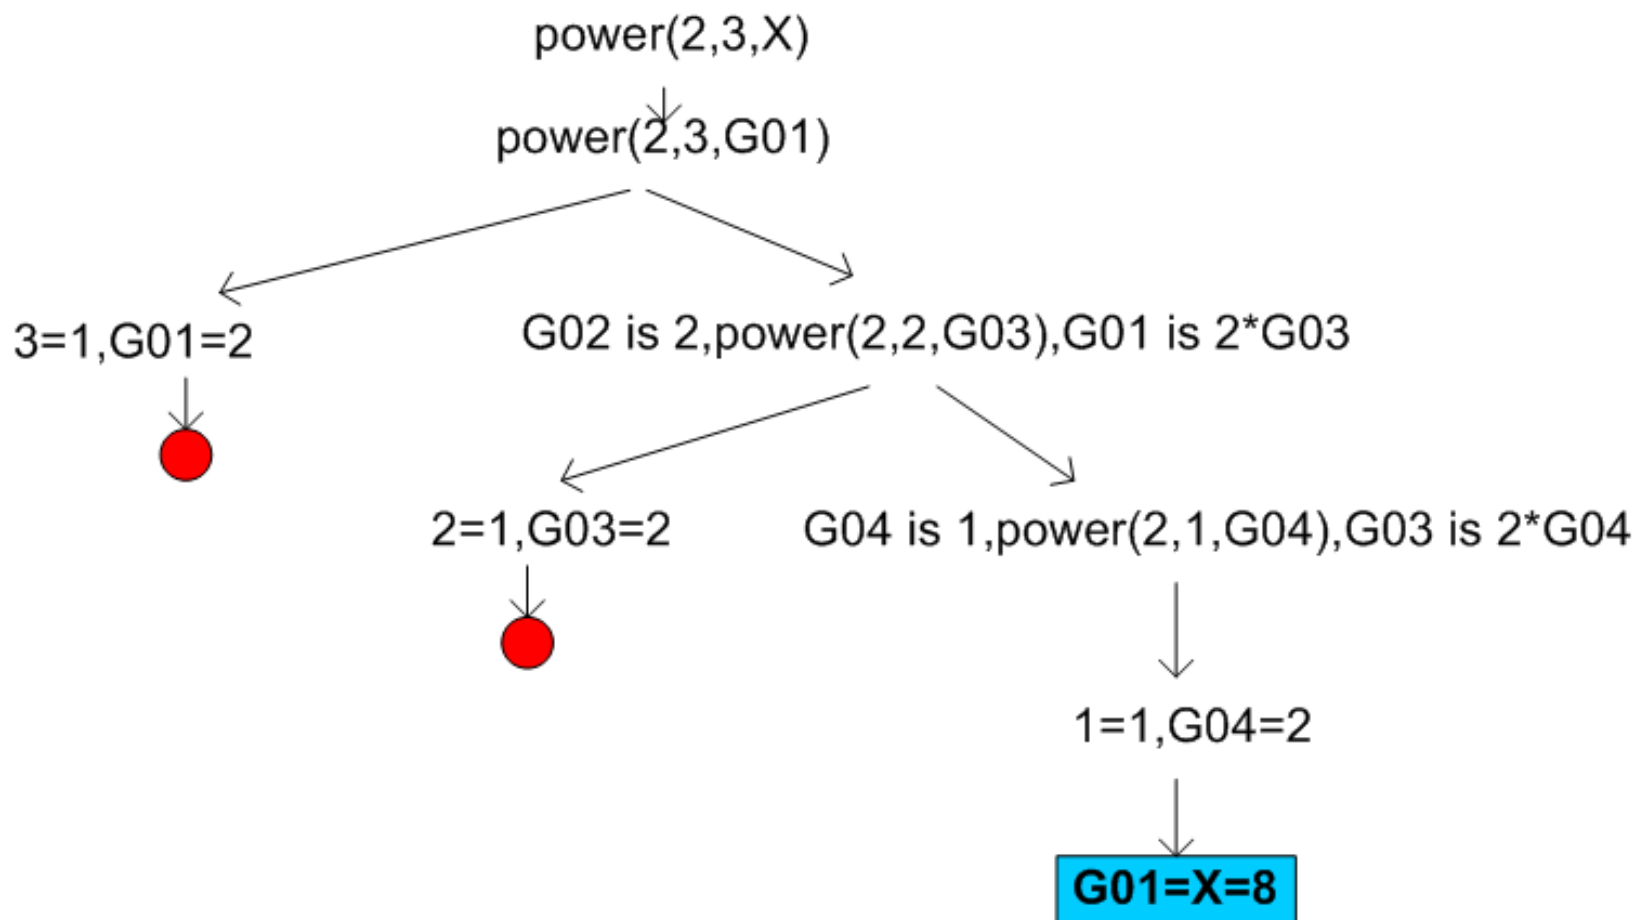 power(2,3,X)
power(2,3,G01)
3=1,G01=2
G02 is 2,power(2,2,G03),G01 is 2*G03
2=1,G03=2
G04 is 1,power(2,1,G04),G03 is 2*G04
1=1,G04=2
G01=X=8